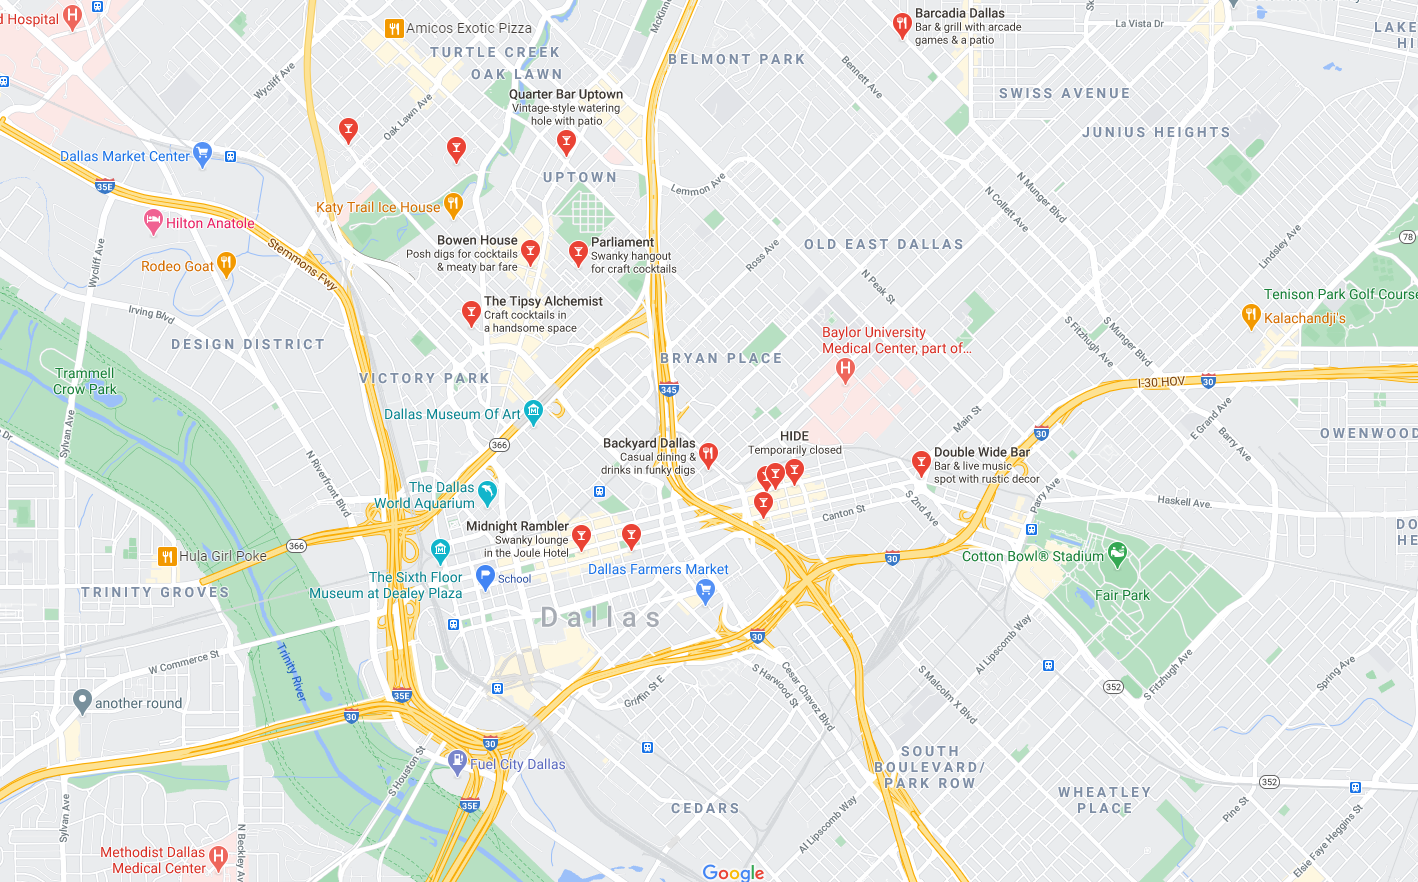 d Hospital
H
Amicos Exotic Pizza
TURTLE CREEK
OAK LAWN
Wycliff Ave
Oak Lawn Ave
McKinn
BELMONT PARK
Barcadia Dallas
Bar & grill with arcade
games & a patio
La Vista Dr
LAKE
HI
Bennett Ave
SWISS AVENUE
JUNIUS HEIGHTS
Quarter Bar Uptown
Vintage-style watering
hole with patio
Dallas Market Center
35E
UPTOWN
Lemmon Ave
N Munger Blvd
N Collett Ave
Katy Trail Ice House
Hilton Anatole
Wycliff Ave
Stemmons Fwy
Rodeo Goat
Bowen House
Posh digs for cocktails
& meaty bar fare
Parliament
Swanky hangout
for craft cocktails
Ross Ave
OLD EAST DALLAS
N Peak St
Lindsley Ave
78
Tenison Park Golf Course
Kalachandji's
The Tipsy Alchemist
Craft cocktails in
a handsome space
Irving Blvd
DESIGN DISTRICT
S Fitzhugh Ave
S Munger Blvd
Baylor University
Medical Center, part of...
H
BRYAN PLACE
VICTORY PARK
Trammell
Crow Park
345
I-30 HOV
30
Dallas Museum Of Art
Sylvan Ave
Dr
Main St
E Grand Ave
Barry Ave
OWENWOOD
30
366
Backyard Dallas
Casual dining &
drinks in funky digs
HIDE
Temporarily closed
Double Wide Bar
Bar & live music
spot with rustic decor
N Riverfront Blvd
The Dallas
World Aquarium
S 2nd Ave
Parry Ave
Haskell Ave.
Canton St
DO
HE
Midnight Rambler
Swanky lounge
in the Joule Hotel
366
Hula Girl Poke
30
Cotton Bowl® Stadium
Dallas Farmers Market
The Sixth Floor
Museum at Dealey Plaza
School
TRINITY GROVES
Fair Park
Dallas
30
W Commerce St
Trinity River
Al Lipscomb Way
S Fitzhugh Ave
Spring Ave
352
S Harwood St
Cesar Chavez Blvd
S Malcolm X Blvd
Griffin St E
35E
another round
30
30
Fuel City Dallas
S Houston St
SOUTH
BOULEVARD/
PARK ROW
352
WHEATLEY
PLACE
CEDARS
35E
Al Lipscomb Way
Pine St
Elsie Faye Heggins St
Sylvan Ave
N Beckley Ave
Methodist Dallas
Medical Center
H
Google